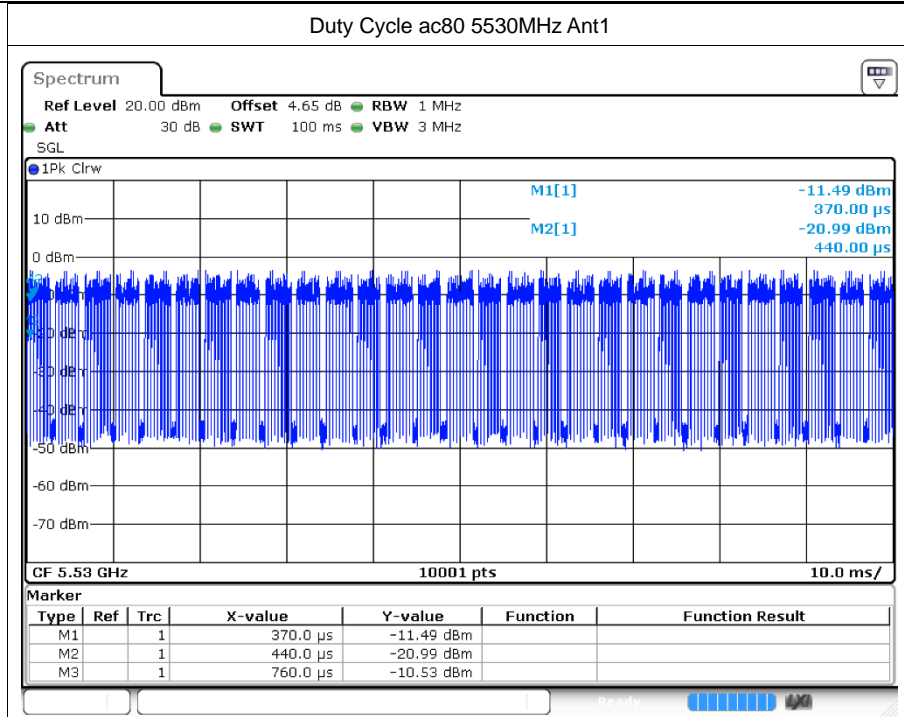 Duty Cycle ac80 5530MHz Ant1
Spectrum
Ref Level 20.00 dBm Offset 4.65 dB RBW 1 MHz
Att 30 dB SWT 100 ms VBW 3 MHz
SGL
1Pk Clrw
M1[1] -11.49 dBm
370.00 µs
10 dBm
M2[1] -20.99 dBm
440.00 µs
0 dBm
-50 dBm
-60 dBm
-70 dBm
CF 5.53 GHz 10001 pts 10.0 ms/
Marker
Type Ref Trc X-value Y-value Function Function Result
M1 1 370.0 µs -11.49 dBm
M2 1 440.0 µs -20.99 dBm
M3 1 760.0 µs -10.53 dBm
Ready LXI